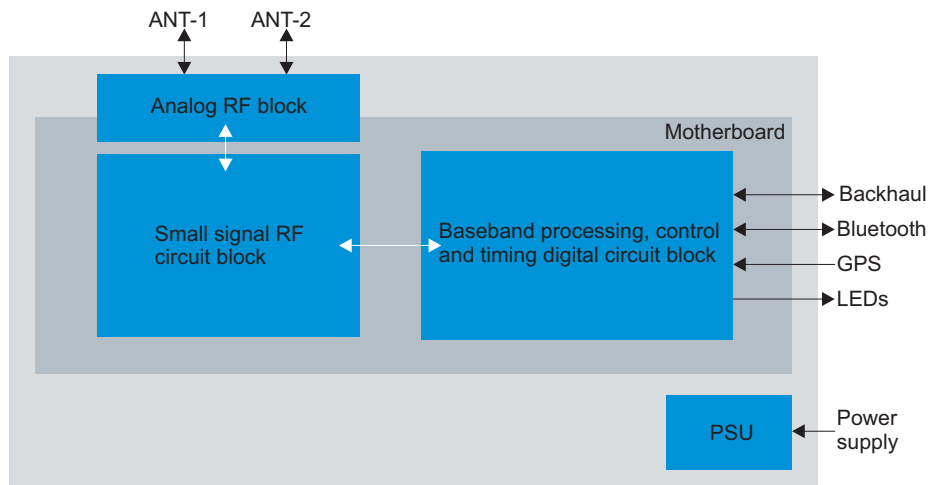 ANT-1
ANT-2
Analog RF block
Motherboard
Small signal RF
circuit block
Baseband processing, control
and timing digital circuit block
Backhaul
Bluetooth
GPS
LEDs
PSU
Power
supply